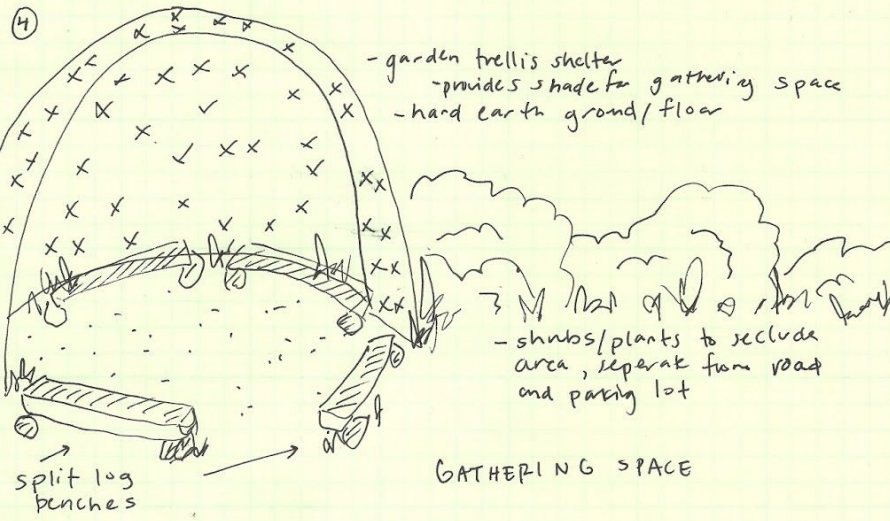 4
- garden trellis shelter
- provides shade for gathering space
- hard earth ground/floor
- shrubs/plants to seclude
area, seperate from road
and parking lot
split log
benches
GATHERING SPACE